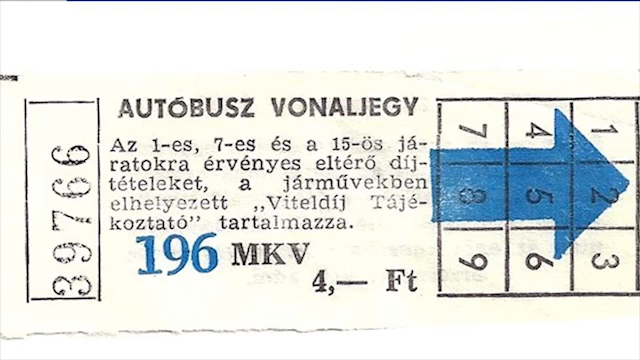 39766
AUTÓBUSZ VONALJEGY
Az 1-es, 7-es és a 15-ös já-
ratokra érvényes eltérő díj-
tételeket, a járművekben
elhelyezett „Viteldíj Tájé-
koztató” tartalmazza.
196 MKV
4,— Ft
1 2 3
4 5 6
7 8 9